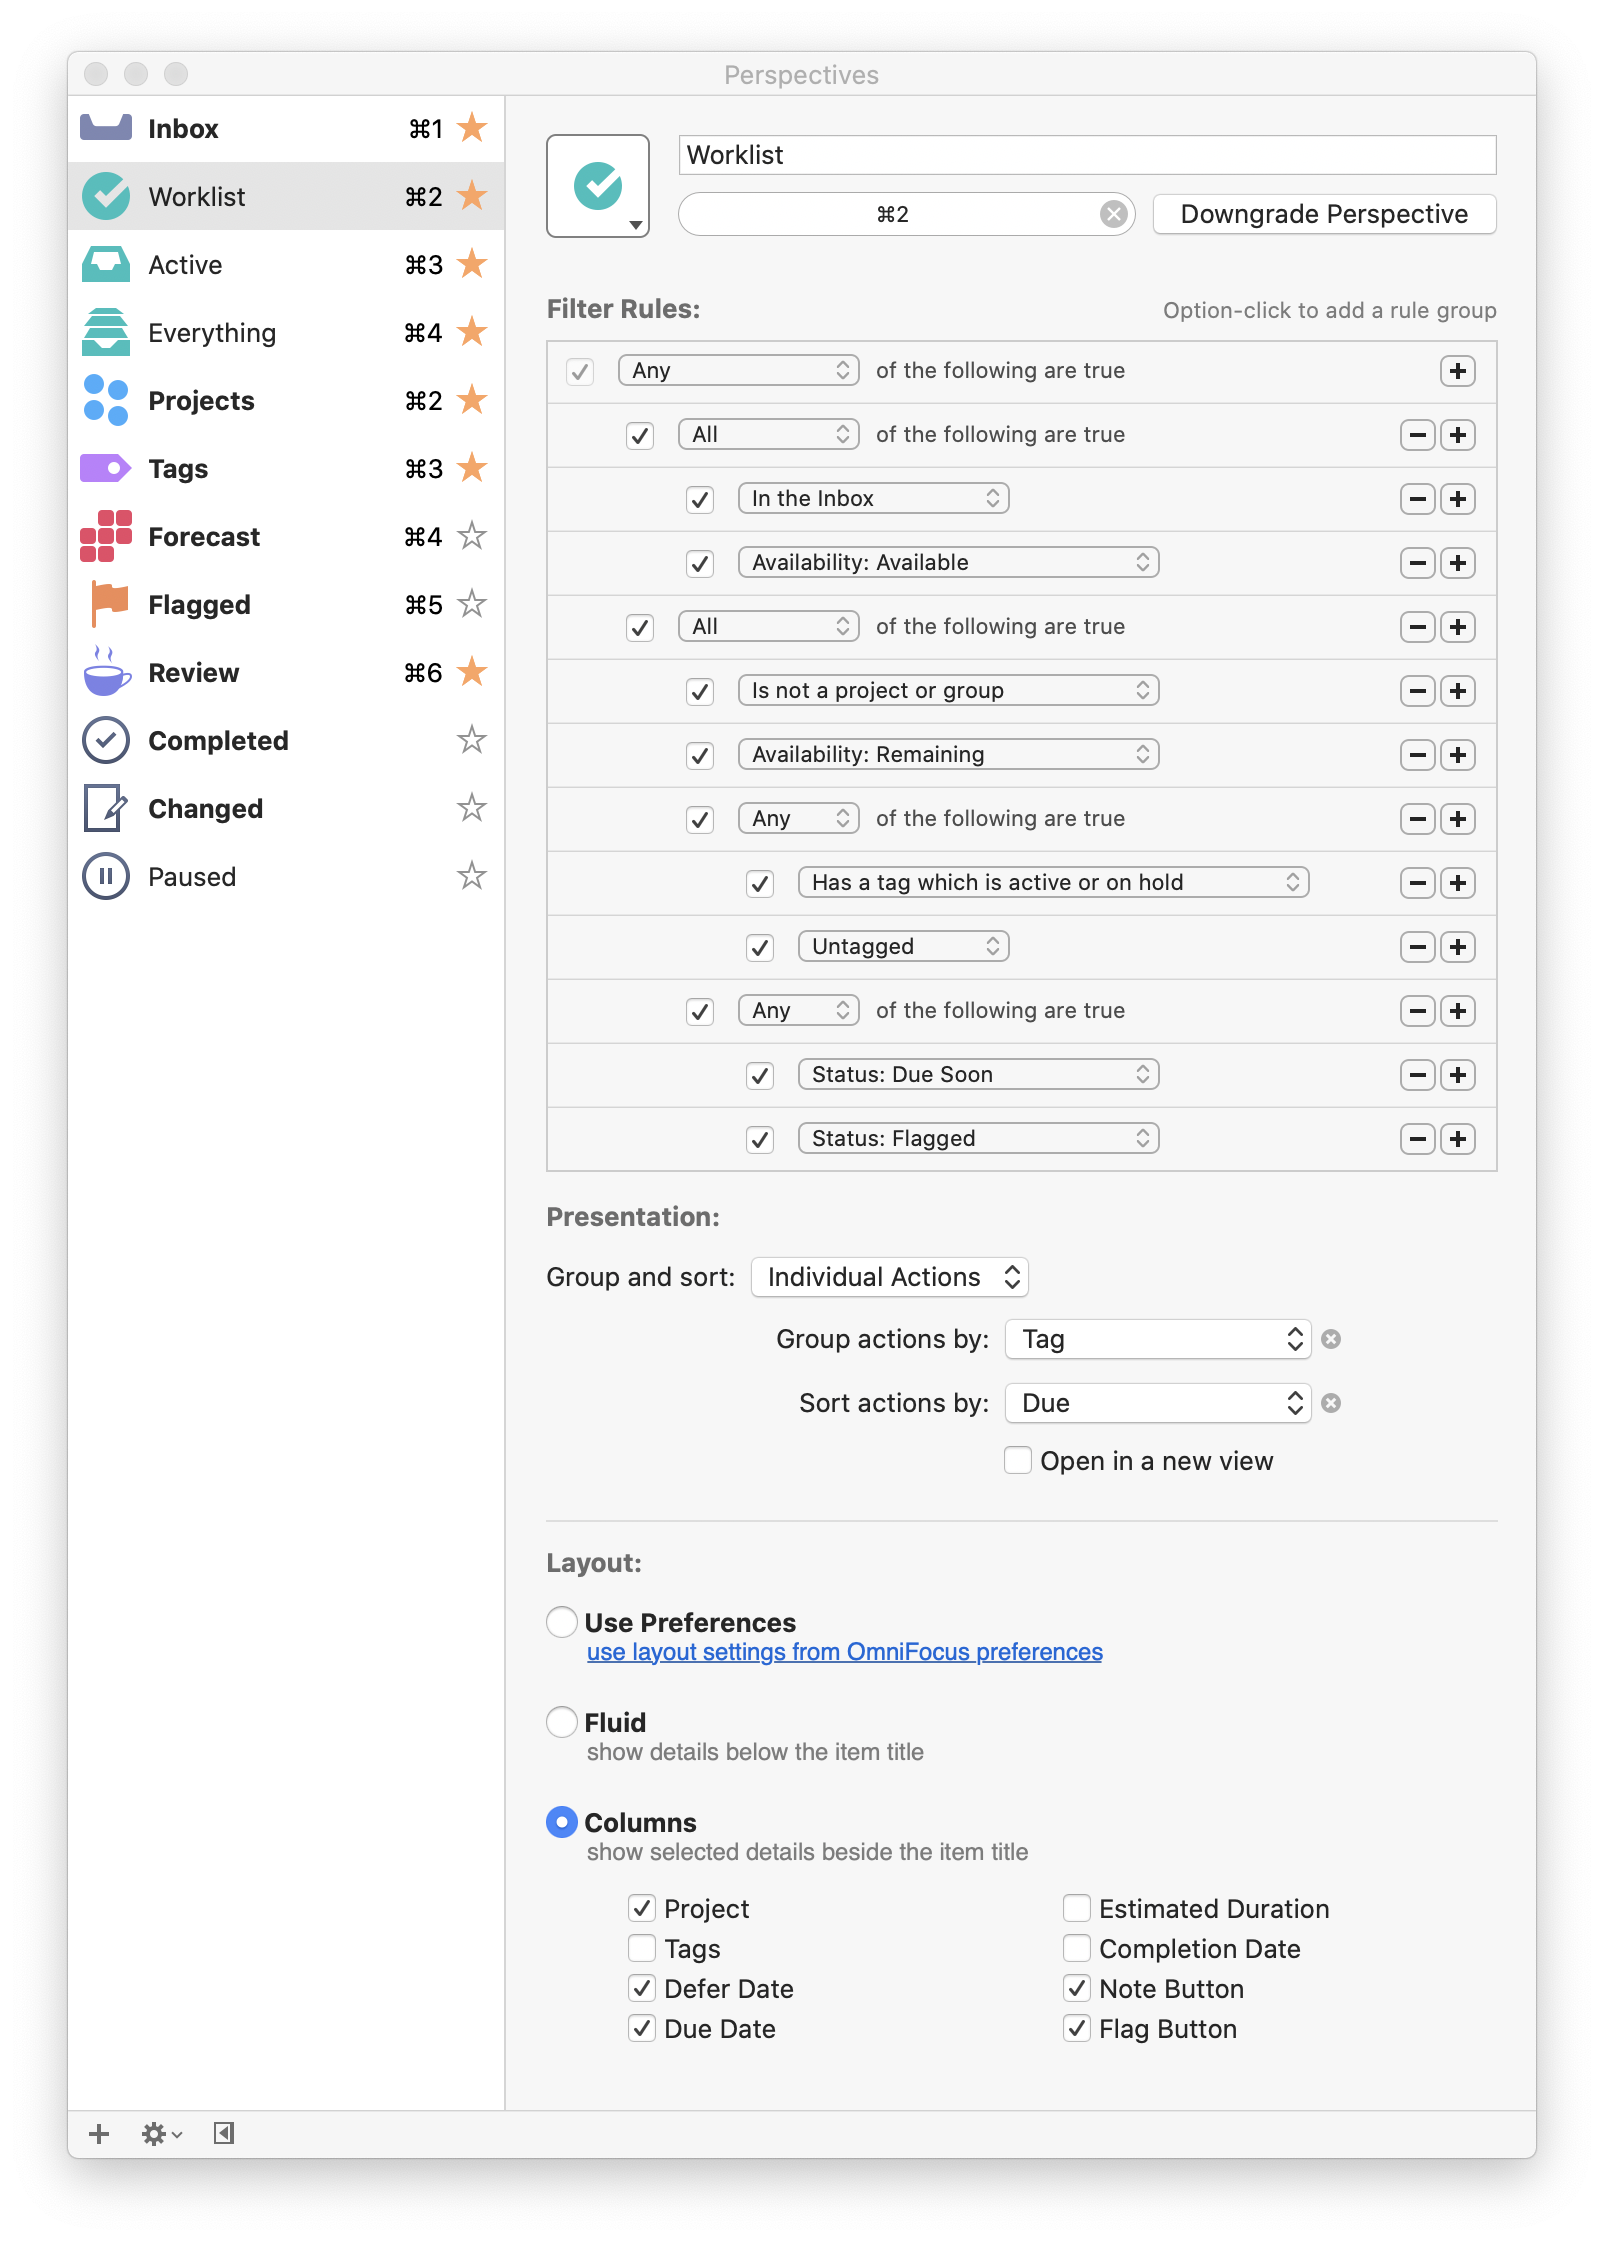 Perspectives
Inbox ⌘1
Worklist ⌘2
Active ⌘3
Everything ⌘4
Projects ⌘2
Tags ⌘3
Forecast ⌘4
Flagged ⌘5
Review ⌘6
Completed
Changed
Paused
Worklist
⌘2
Downgrade Perspective
Filter Rules:
Option-click to add a rule group
Any of the following are true
All of the following are true
In the Inbox
Availability: Available
All of the following are true
Is not a project or group
Availability: Remaining
Any of the following are true
Has a tag which is active or on hold
Untagged
Any of the following are true
Status: Due Soon
Status: Flagged
Presentation:
Group and sort: Individual Actions
Group actions by: Tag
Sort actions by: Due
Open in a new view
Layout:
Use Preferences
use layout settings from OmniFocus preferences
Fluid
show details below the item title
Columns
show selected details beside the item title
Project
Tags
Defer Date
Due Date
Estimated Duration
Completion Date
Note Button
Flag Button